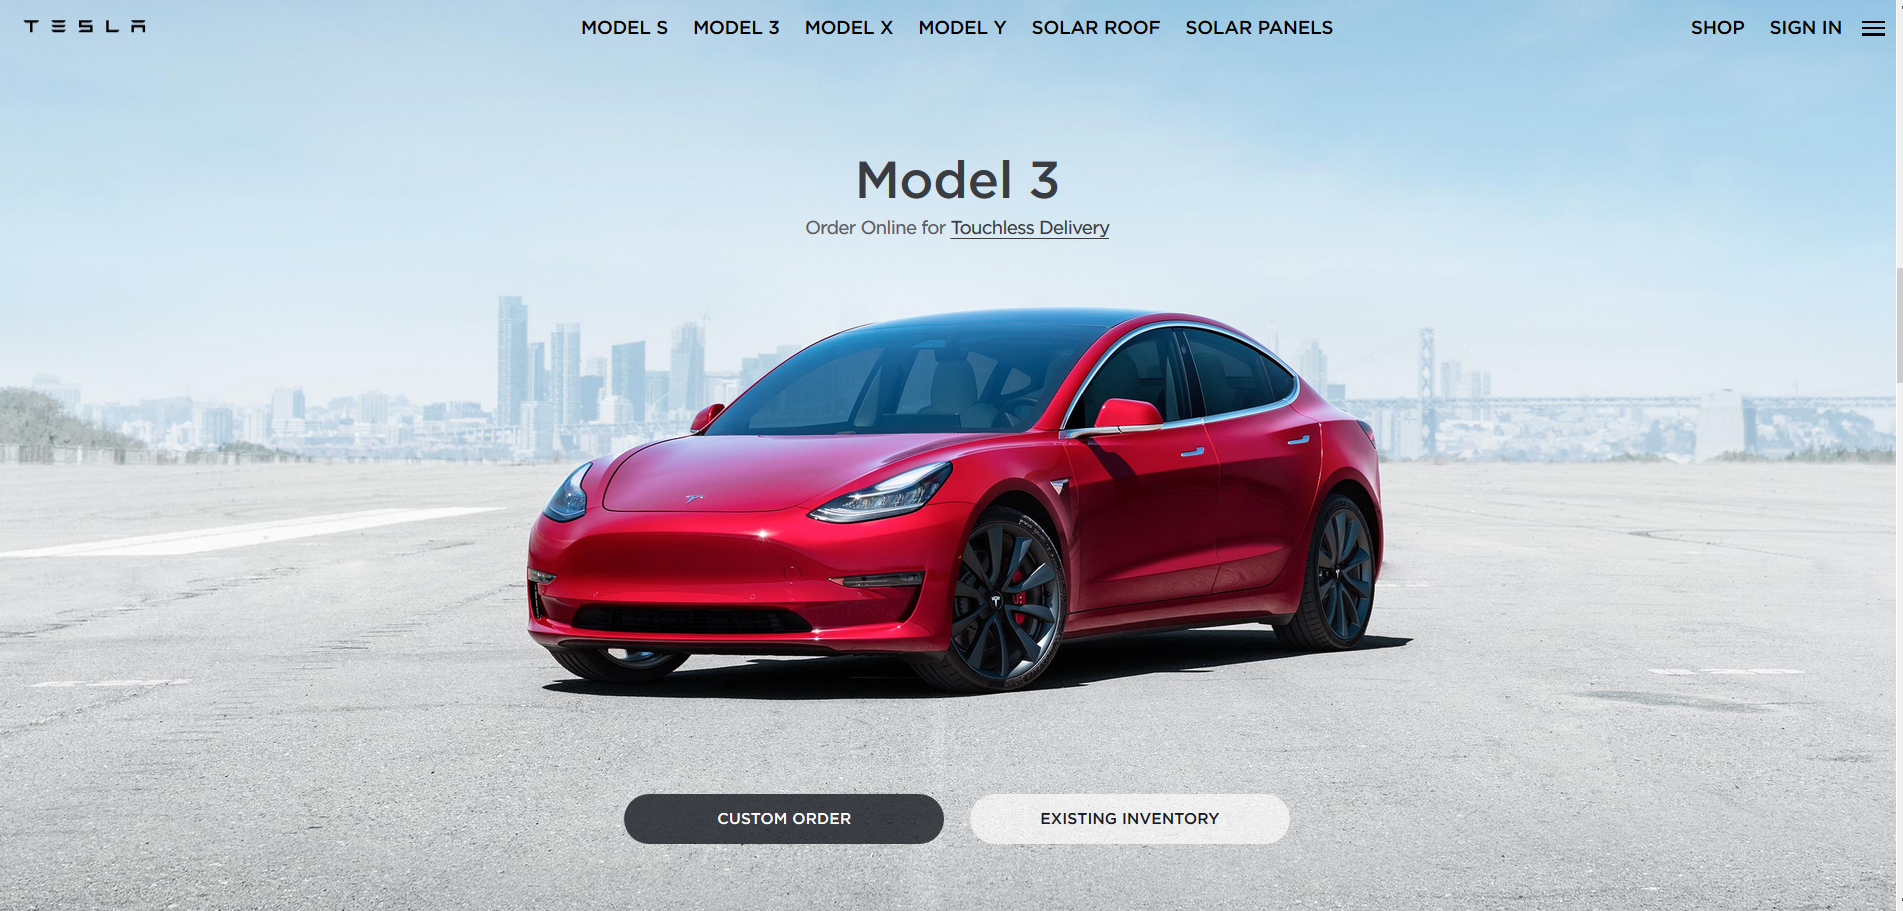 TESLA
MODEL S MODEL 3 MODEL X MODEL Y SOLAR ROOF SOLAR PANELS
SHOP SIGN IN
Model 3
Order Online for Touchless Delivery
CUSTOM ORDER
EXISTING INVENTORY